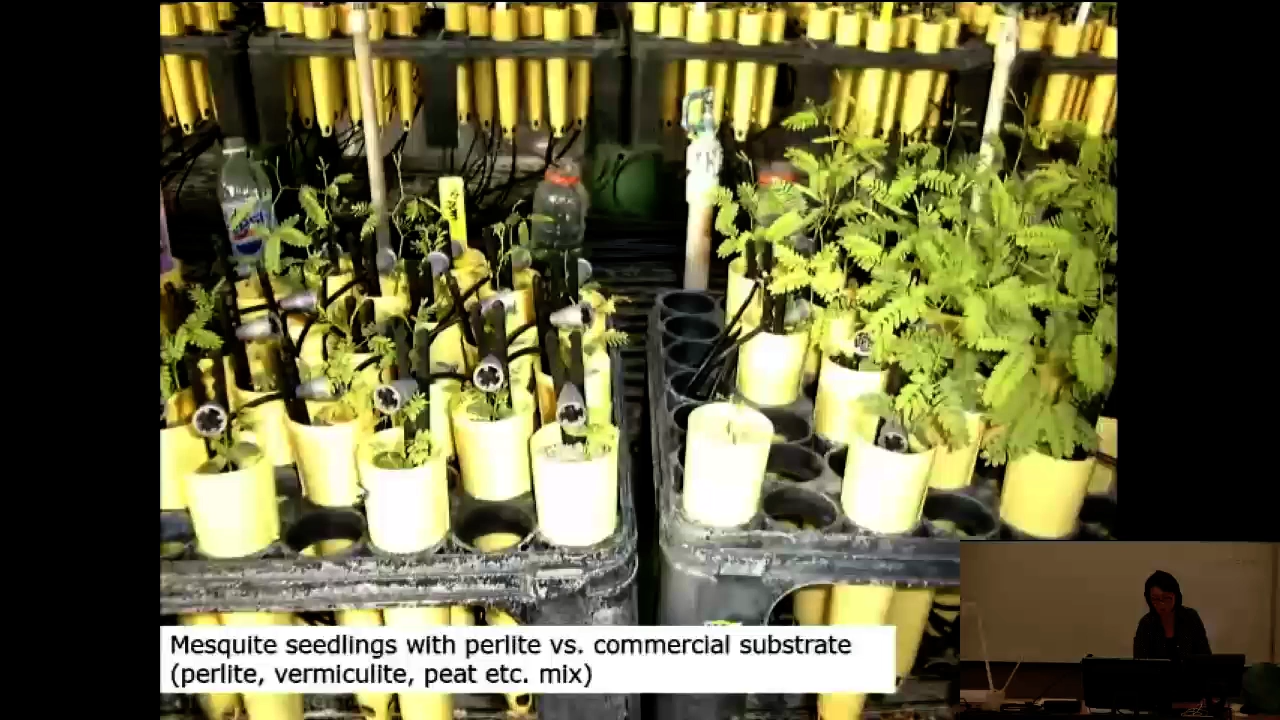 Mesquite seedlings with perlite vs. commercial substrate
(perlite, vermiculite, peat etc. mix)